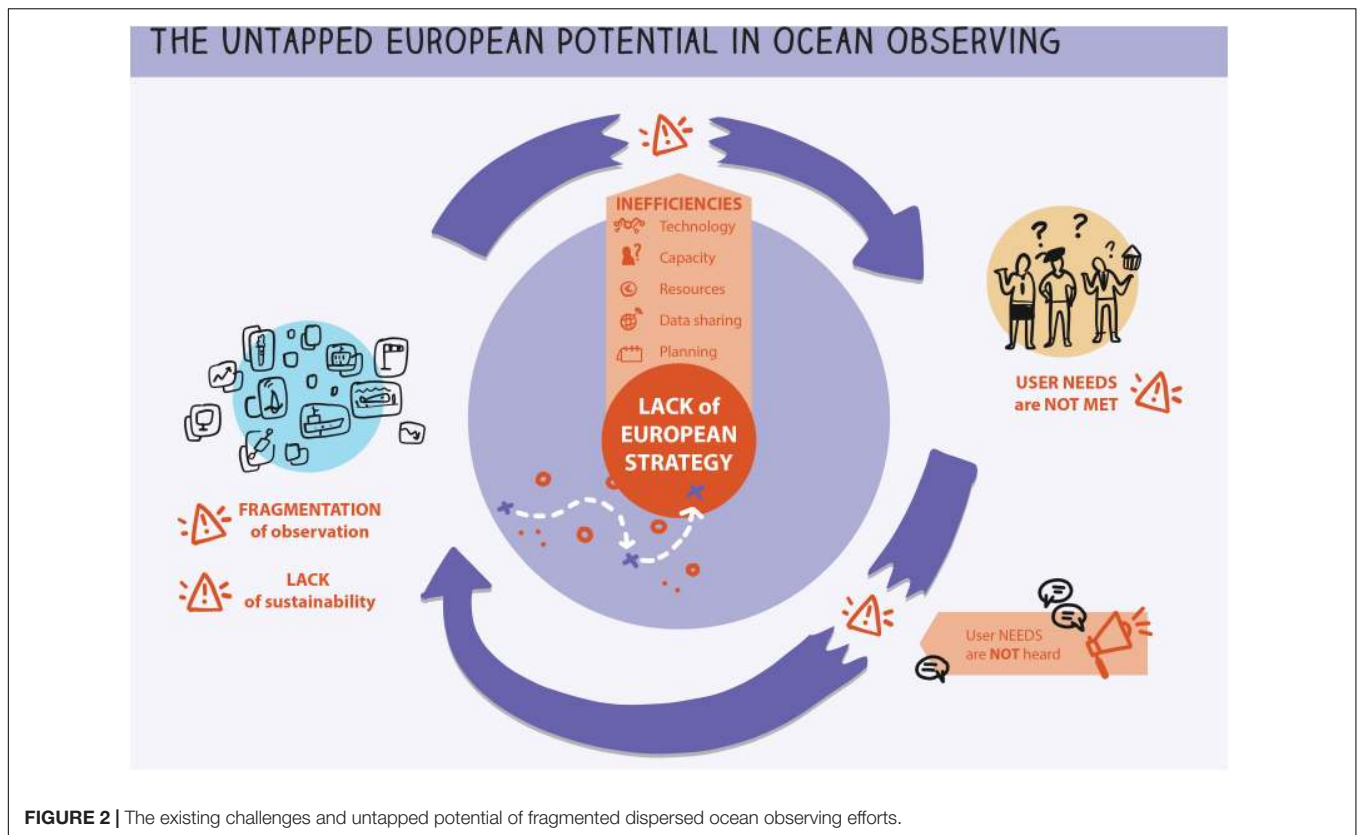 THE UNTAPPED EUROPEAN POTENTIAL IN OCEAN OBSERVING
INEFFICIENCIES
Technology
Capacity
Resources
Data sharing
Planning
LACK of
EUROPEAN
STRATEGY
USER NEEDS
are NOT MET
FRAGMENTATION
of observation
LACK
of sustainability
User NEEDS
are NOT heard
FIGURE 2 | The existing challenges and untapped potential of fragmented dispersed ocean observing efforts.